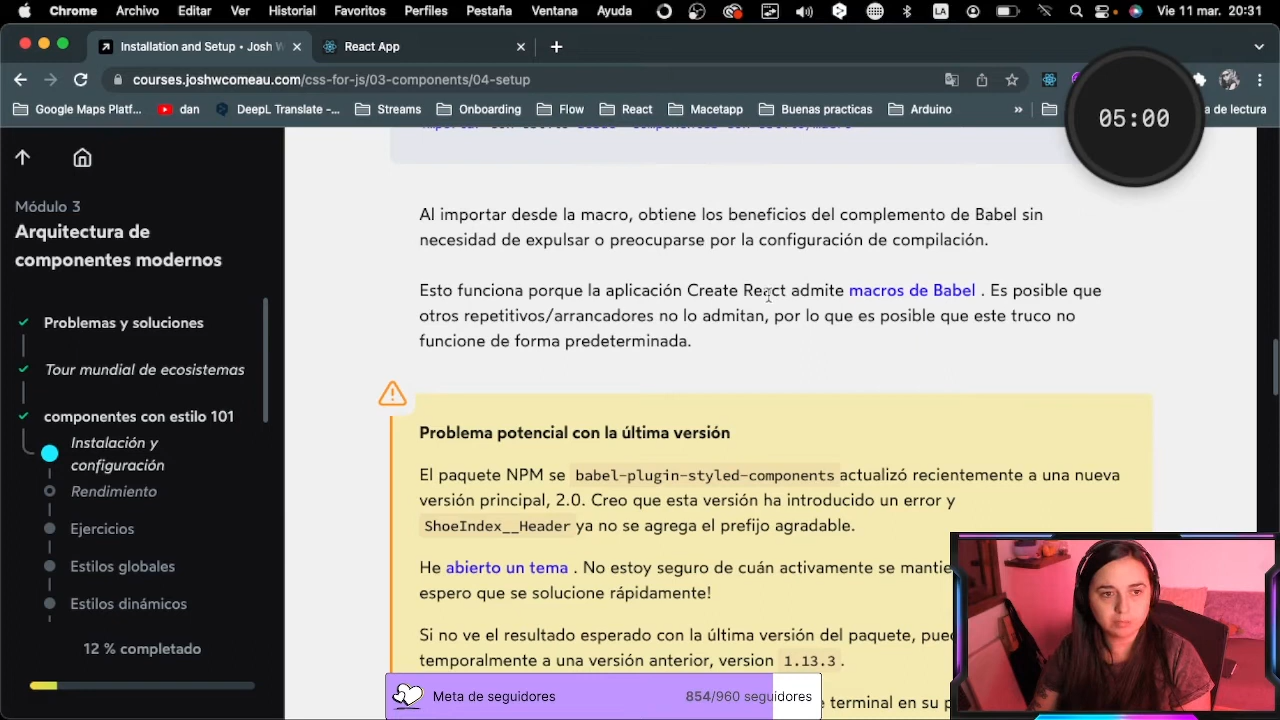 Chrome Archivo Editar Ver Historial Favoritos Perfiles Pestaña Ventana Ayuda LA Vie 11 mar. 20:31
Installation and Setup • Josh W
React App
courses.joshwcomeau.com/css-for-js/03-components/04-setup
Google Maps Platf... dan DeepL Translate -... Streams Onboarding Flow React Macetapp Buenas practicas Arduino » da de lectura
05:00
Módulo 3
Arquitectura de
componentes modernos
Problemas y soluciones
Tour mundial de ecosistemas
componentes con estilo 101
Instalación y
configuración
Rendimiento
Ejercicios
Estilos globales
Estilos dinámicos
12 % completado
Al importar desde la macro, obtiene los beneficios del complemento de Babel sin
necesidad de expulsar o preocuparse por la configuración de compilación.
Esto funciona porque la aplicación Create React admite macros de Babel . Es posible que
otros repetitivos/arrancadores no lo admitan, por lo que es posible que este truco no
funcione de forma predeterminada.
Problema potencial con la última versión
El paquete NPM se babel-plugin-styled-components actualizó recientemente a una nueva
versión principal, 2.0. Creo que esta versión ha introducido un error y
ShoeIndex__Header ya no se agrega el prefijo agradable.
He abierto un tema . No estoy seguro de cuán activamente se mantie
espero que se solucione rápidamente!
Si no ve el resultado esperado con la última versión del paquete, pued
temporalmente a una versión anterior, version 1.13.3 .
e terminal en su p
Meta de seguidores 854/960 seguidores